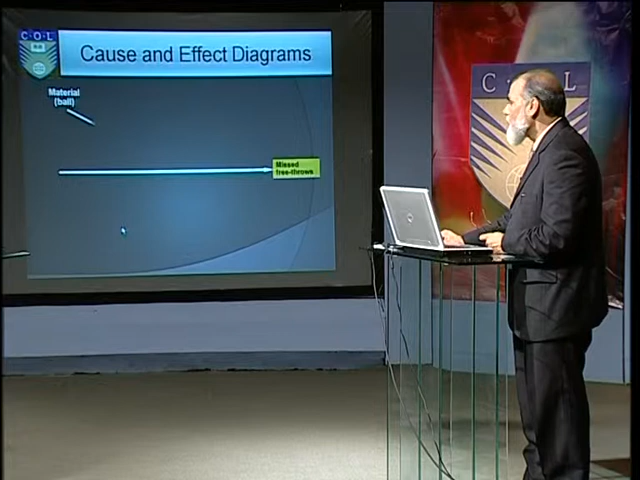 C.O.L
Cause and Effect Diagrams
Material
(ball)
Missed
free-throws
C.O.L